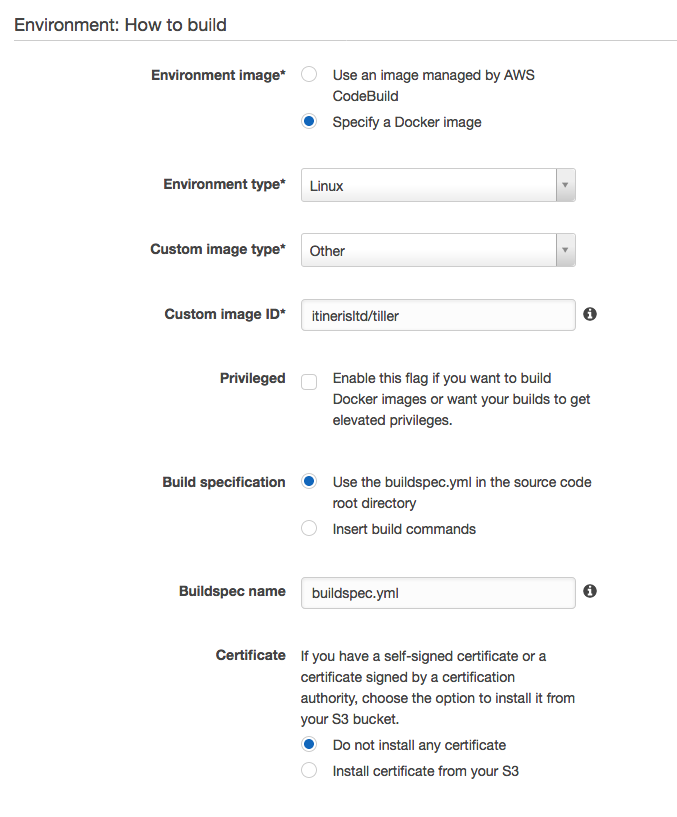 Environment: How to build
Environment image* Use an image managed by AWS
CodeBuild
Specify a Docker image
Environment type* Linux
Custom image type* Other
Custom image ID* itinerisltd/tiller
Privileged Enable this flag if you want to build
Docker images or want your builds to get
elevated privileges.
Build specification Use the buildspec.yml in the source code
root directory
Insert build commands
Buildspec name buildspec.yml
Certificate If you have a self-signed certificate or a
certificate signed by a certification
authority, choose the option to install it from
your S3 bucket.
Do not install any certificate
Install certificate from your S3